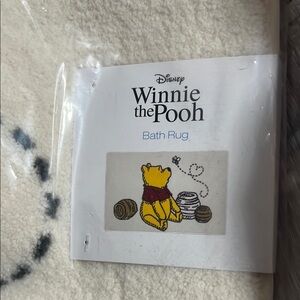 Disney
Winnie
the Pooh
Bath Rug